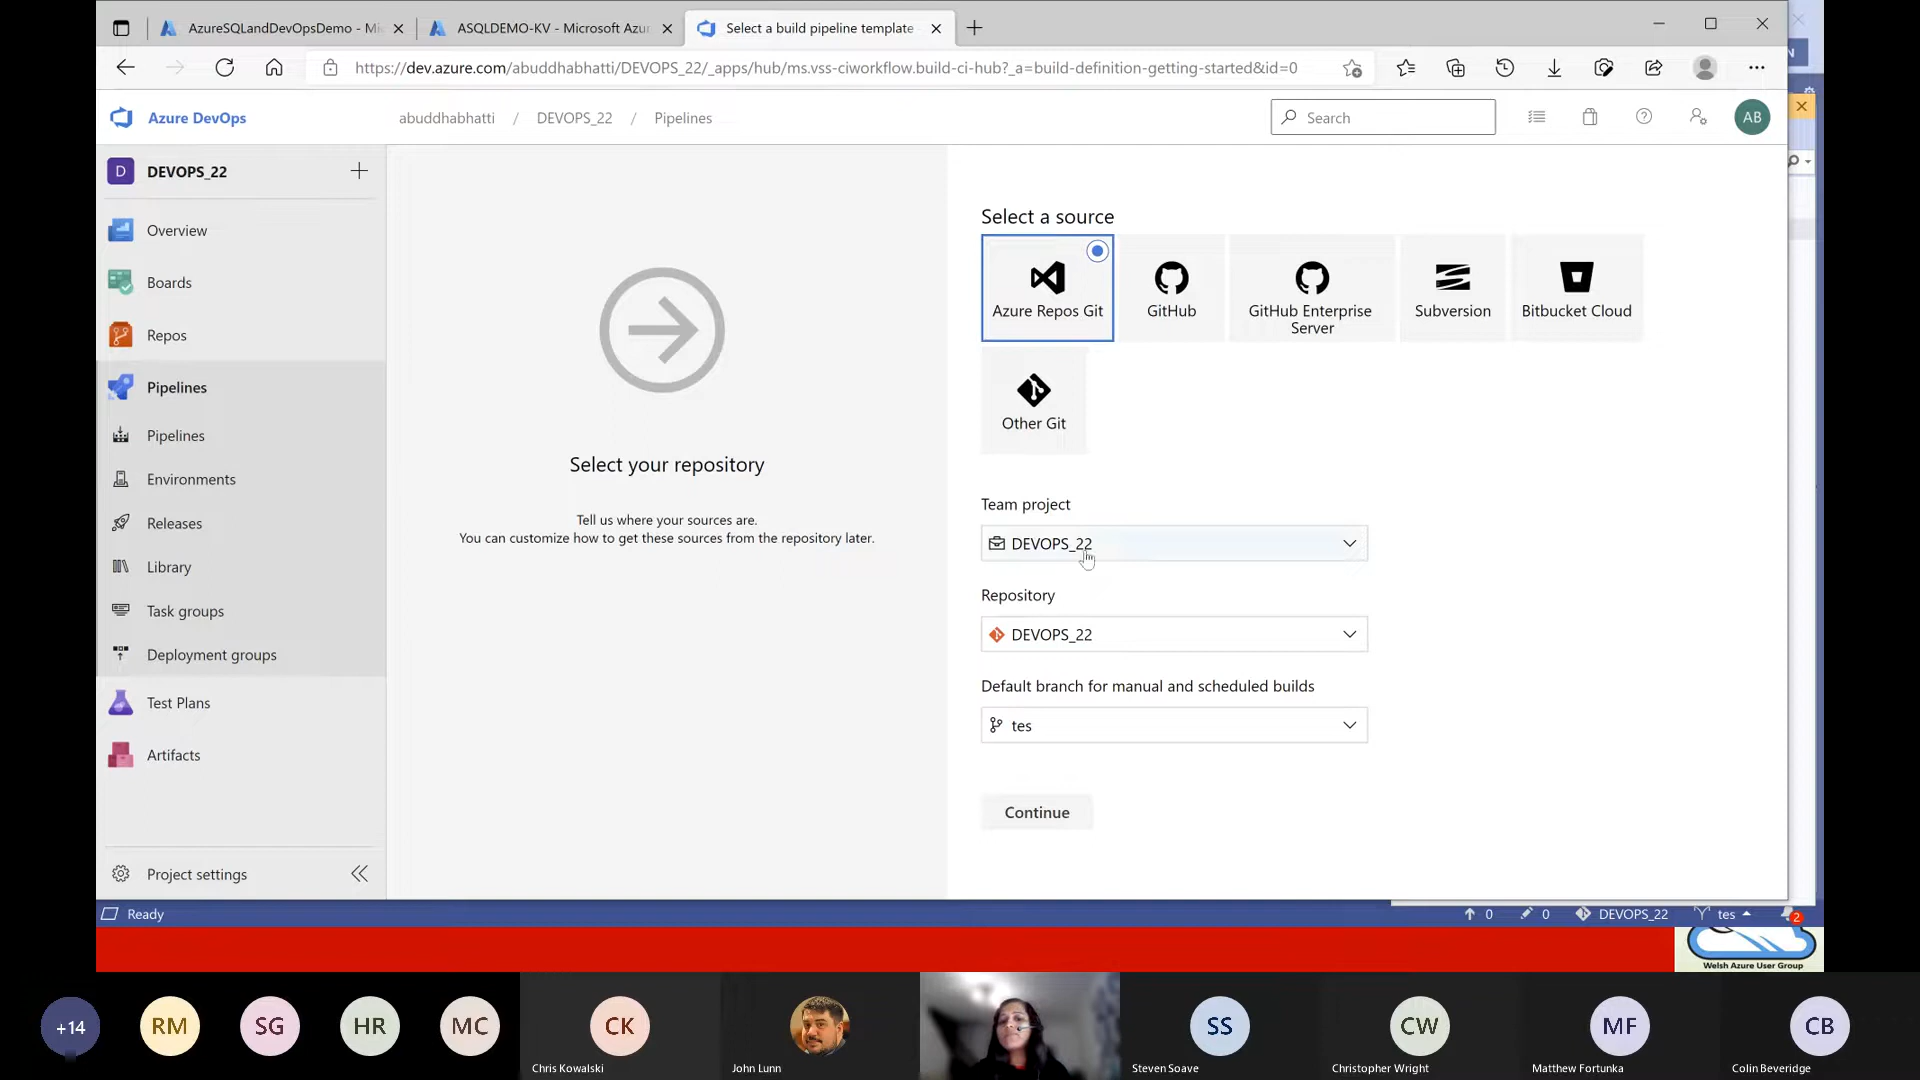 AzureSQLandDevOpsDemo - Mi
ASQLDEMO-KV - Microsoft Azur
Select a build pipeline template
https://dev.azure.com/abuddhabhatti/DEVOPS_22/_apps/hub/ms.vss-ciworkflow.build-ci-hub?_a=build-definition-getting-started&id=0
N
Azure DevOps
abuddhabhatti / DEVOPS_22 / Pipelines
Search
AB
D DEVOPS_22
Overview
Boards
Repos
Pipelines
Pipelines
Environments
Releases
Library
Task groups
Deployment groups
Test Plans
Artifacts
Project settings
Select your repository
Tell us where your sources are.
You can customize how to get these sources from the repository later.
Select a source
Azure Repos Git
GitHub
GitHub Enterprise
Server
Subversion
Bitbucket Cloud
Other Git
Team project
DEVOPS_22
Repository
DEVOPS_22
Default branch for manual and scheduled builds
tes
Continue
Ready
0 0 DEVOPS_22 tes 2
Welsh Azure User Group
+14 RM SG HR MC CK SS CW MF CB
Chris Kowalski John Lunn Steven Soave Christopher Wright Matthew Fortunka Colin Beveridge